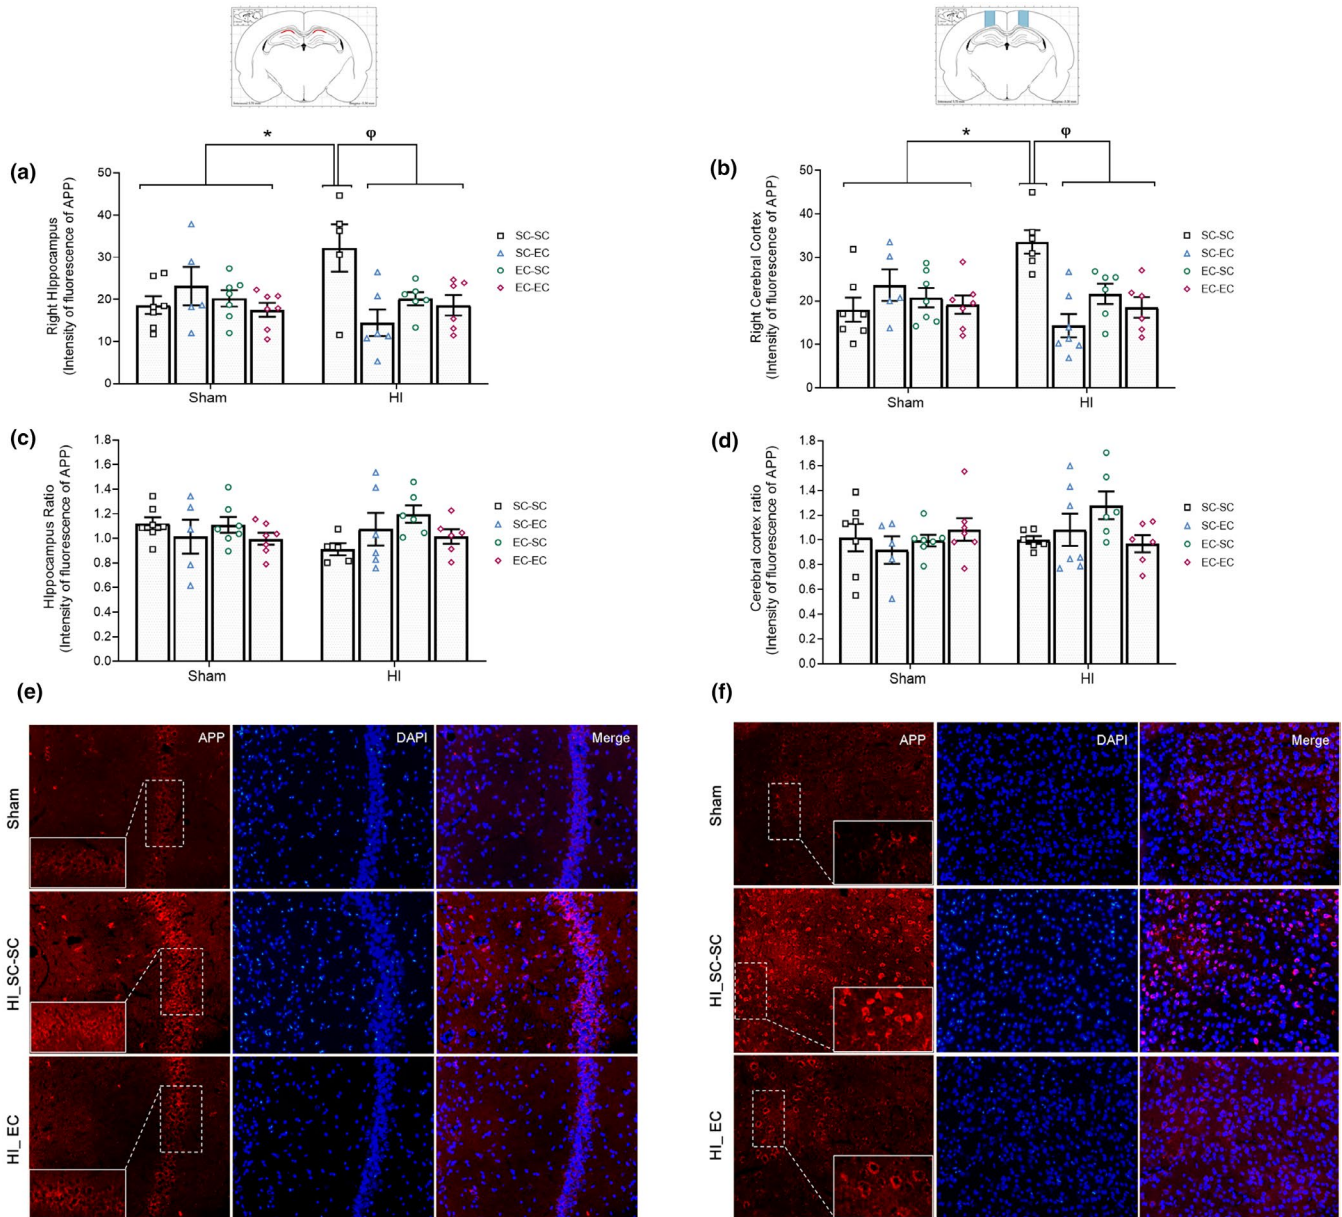 * φ
(a)
Right Hippocampus
(Intensity of fluorescence of APP)
50
40
30
20
10
0
Sham HI
SC-SC
SC-EC
EC-SC
EC-EC
* φ
(b)
Right Cerebral Cortex
(Intensity of fluorescence of APP)
50
40
30
20
10
0
Sham HI
SC-SC
SC-EC
EC-SC
EC-EC
(c)
HIppocampus Ratio
(Intensity of fluorescence of APP)
1.8
1.6
1.4
1.2
1.0
0.8
0.6
0.4
0.2
0.0
Sham HI
SC-SC
SC-EC
EC-SC
EC-EC
(d)
Cerebral cortex ratio
(Intensity of fluorescence of APP)
1.8
1.6
1.4
1.2
1.0
0.8
0.6
0.4
0.2
0.0
Sham HI
SC-SC
SC-EC
EC-SC
EC-EC
(e)
APP DAPI Merge
Sham
HI_SC-SC
HI_ EC
(f)
APP DAPI Merge
Sham
HI_SC-SC
HI_ EC